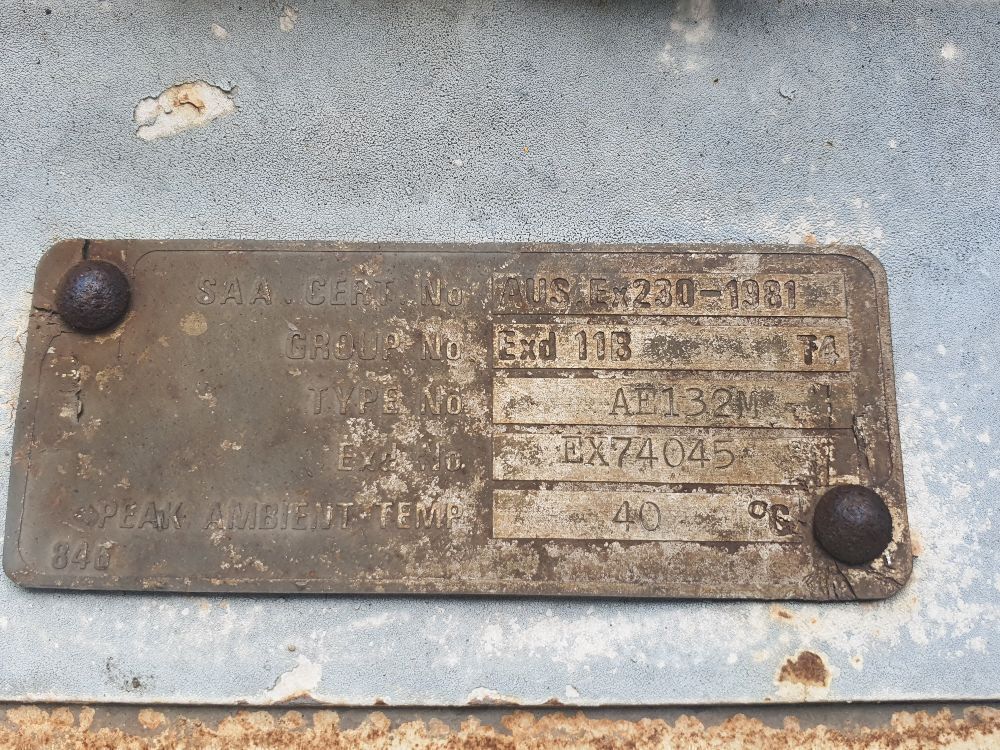 SAA. CERT. No AUS.Ex230-1981
GROUP No Exd 11B T4
TYPE No. AE132M
Exd No. EX74045
PEAK AMBIENT TEMP 40 °C
846